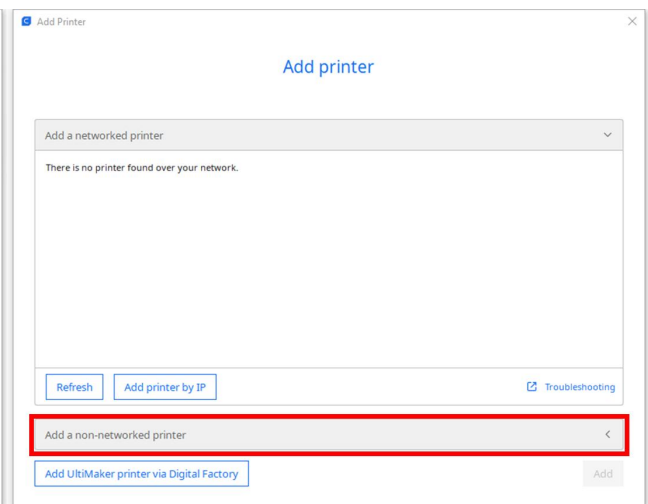 Add Printer
Add printer
Add a networked printer
There is no printer found over your network.
Refresh
Add printer by IP
Troubleshooting
Add a non-networked printer
Add UltiMaker printer via Digital Factory
Add